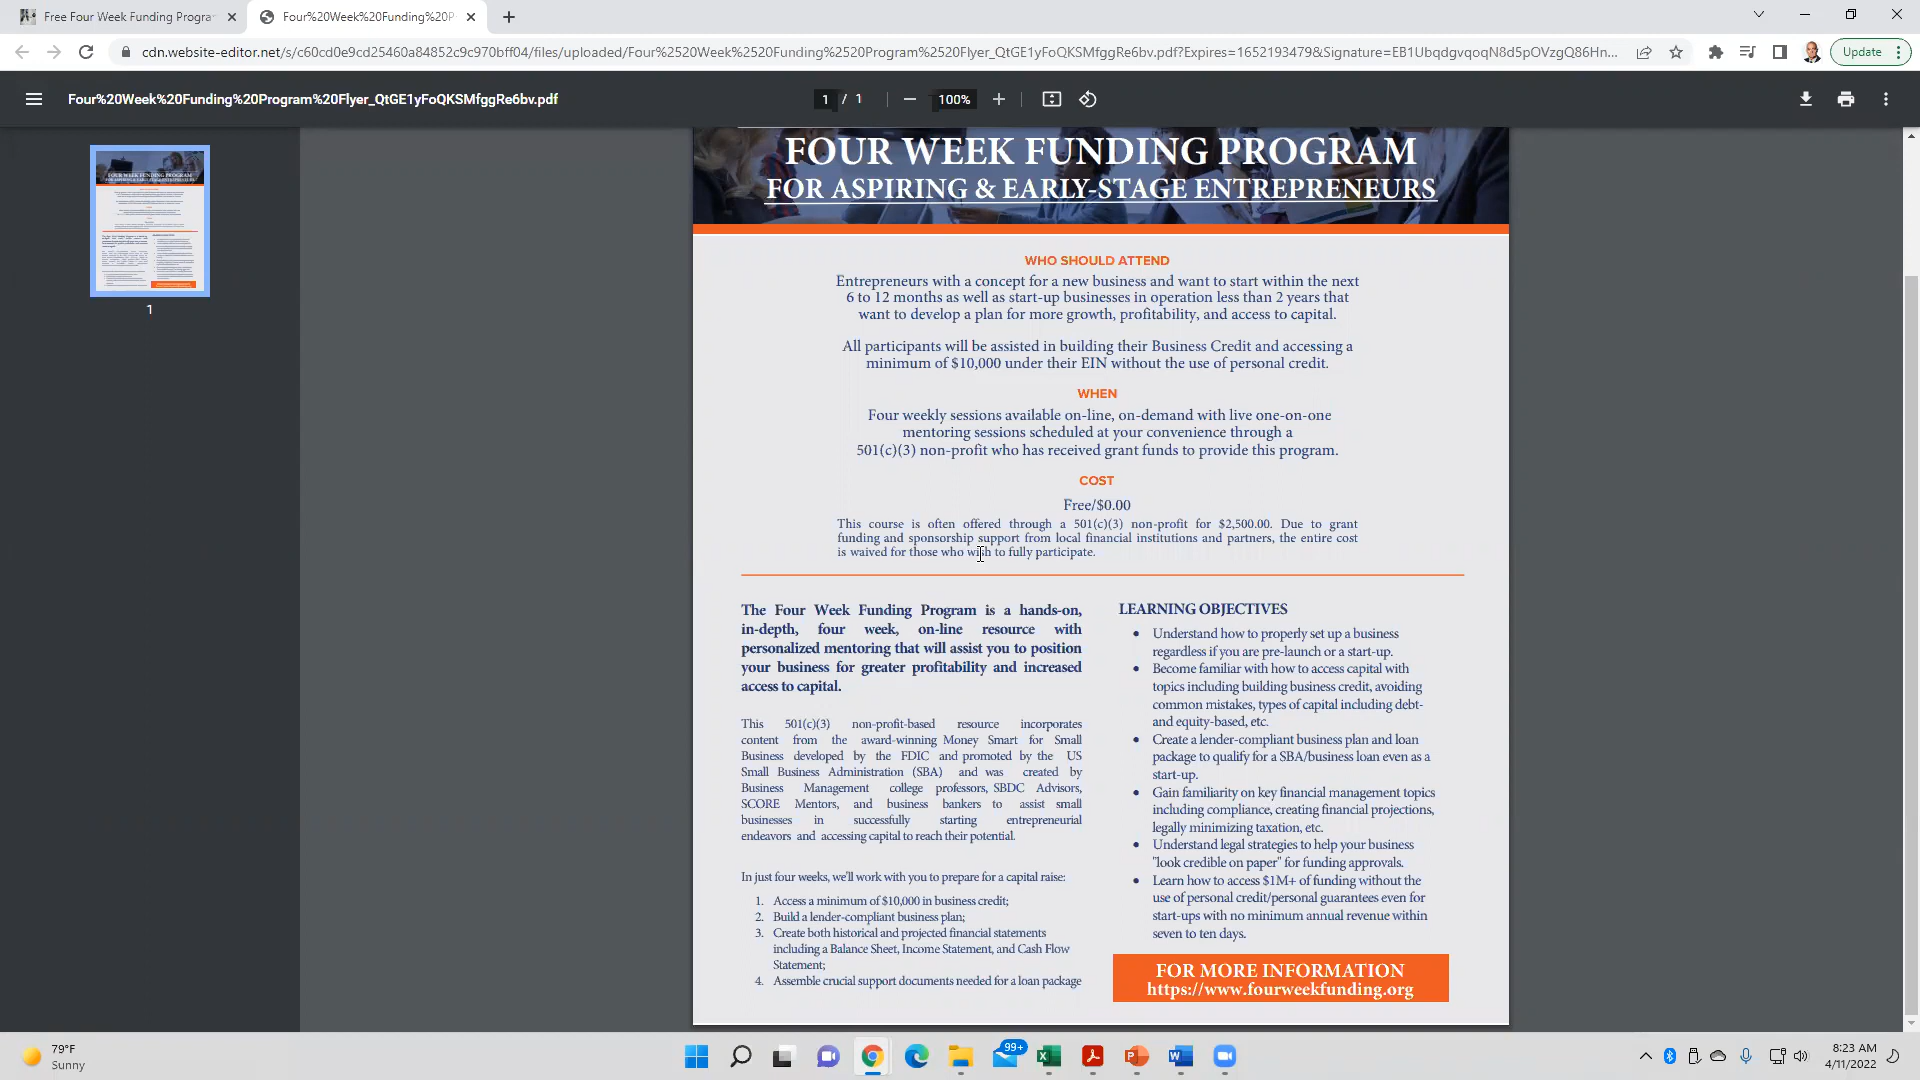 Free Four Week Funding Progra
Four%20Week%20Funding%20P
cdn.website-editor.net/s/c60cd0e9cd25460a84852c9c970bff04/files/uploaded/Four%2520Week%2520Funding%2520Program%2520Flyer_QtGE1yFoQKSMfggRe6bv.pdf?Expires=1652193479&Signature=EB1UbqdgvqoqN8d5pOVzgQ86Hn...
Update
Four%20Week%20Funding%20Program%20Flyer_QtGE1yFoQKSMfggRe6bv.pdf
1 / 1
100%
1
FOUR WEEK FUNDING PROGRAM
FOR ASPIRING & EARLY-STAGE ENTREPRENEURS
WHO SHOULD ATTEND
Entrepreneurs with a concept for a new business and want to start within the next
6 to 12 months as well as start-up businesses in operation less than 2 years that
want to develop a plan for more growth, profitability, and access to capital.
All participants will be assisted in building their Business Credit and accessing a
minimum of $10,000 under their EIN without the use of personal credit.
WHEN
Four weekly sessions available on-line, on-demand with live one-on-one
mentoring sessions scheduled at your convenience through a
501(c)(3) non-profit who has received grant funds to provide this program.
COST
Free/$0.00
This course is often offered through a 501(c)(3) non-profit for $2,500.00. Due to grant
funding and sponsorship support from local financial institutions and partners, the entire cost
is waived for those who wish to fully participate.
The Four Week Funding Program is a hands-on,
in-depth, four week, on-line resource with
personalized mentoring that will assist you to position
your business for greater profitability and increased
access to capital.
This 501(c)(3) non-profit-based resource incorporates
content from the award-winning Money Smart for Small
Business developed by the FDIC and promoted by the US
Small Business Administration (SBA) and was created by
Business Management college professors, SBDC Advisors,
SCORE Mentors, and business bankers to assist small
businesses in successfully starting entrepreneurial
endeavors and accessing capital to reach their potential.
In just four weeks, we'll work with you to prepare for a capital raise:
1. Access a minimum of $10,000 in business credit;
2. Build a lender-compliant business plan;
3. Create both historical and projected financial statements
including a Balance Sheet, Income Statement, and Cash Flow
Statement;
4. Assemble crucial support documents needed for a loan package
LEARNING OBJECTIVES
• Understand how to properly set up a business
regardless if you are pre-launch or a start-up.
• Become familiar with how to access capital with
topics including building business credit, avoiding
common mistakes, types of capital including debt-
and equity-based, etc.
• Create a lender-compliant business plan and loan
package to qualify for a SBA/business loan even as a
start-up.
• Gain familiarity on key financial management topics
including compliance, creating financial projections,
legally minimizing taxation, etc.
• Understand legal strategies to help your business
"look credible on paper" for funding approvals.
• Learn how to access $1M+ of funding without the
use of personal credit/personal guarantees even for
start-ups with no minimum annual revenue within
seven to ten days.
FOR MORE INFORMATION
https://www.fourweekfunding.org
79°F
Sunny
99+
8:23 AM
4/11/2022